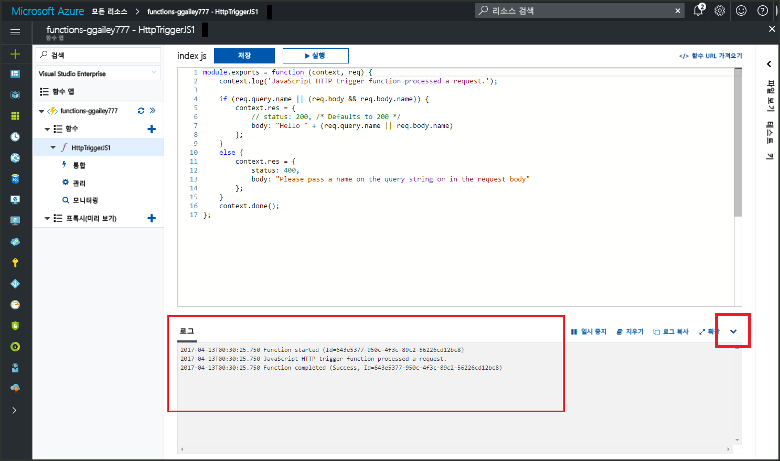 Microsoft Azure 모든 리소스 > functions-ggailey777 - HttpTriggerJS1
리소스 검색
2
functions-ggailey777 - HttpTriggerJS1
함수 앱
검색
Visual Studio Enterprise
함수 앱
functions-ggailey777
함수
HttpTriggerJS1
통합
관리
모니터링
프록시(미리 보기)
index js
저장
실행
</> 함수 URL 가져오기
1 module.exports = function (context, req) {
2 context.log('JavaScript HTTP trigger function processed a request.');
3
4 if (req.query.name || (req.body && req.body.name)) {
5 context.res = {
6 // status: 200, /* Defaults to 200 */
7 body: "Hello " + (req.query.name || req.body.name)
8 };
9 }
10 else {
11 context.res = {
12 status: 400,
13 body: "Please pass a name on the query string or in the request body"
14 };
15 }
16 context.done();
17 };
파일 보기
테스트
키
로그
일시 중지
지우기
로그 복사
확장
2017-04-13T00:30:25.750 Function started (Id=643e5377-950c-4f3c-89c2-56226cd12bc8)
2017-04-13T00:30:25.750 JavaScript HTTP trigger function processed a request.
2017-04-13T00:30:25.750 Function completed (Success, Id=643e5377-950c-4f3c-89c2-56226cd12bc8)